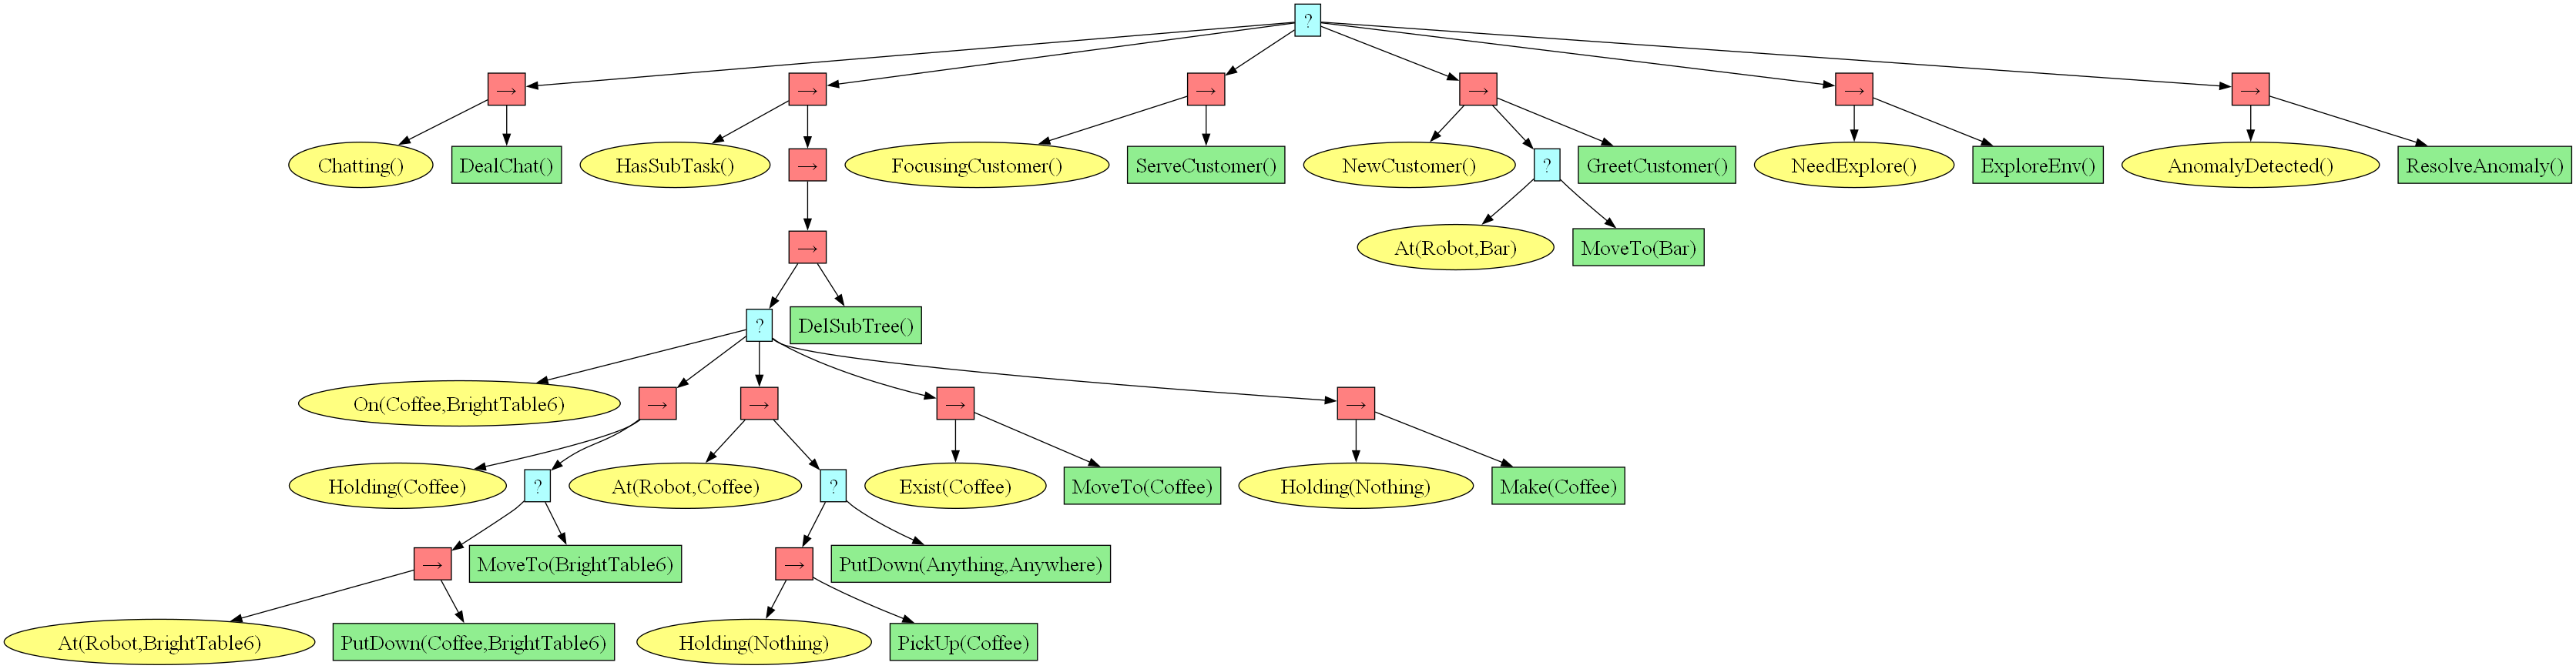 ?
→ → → → → →
Chatting() DealChat() HasSubTask() → FocusingCustomer() ServeCustomer() NewCustomer() ? GreetCustomer() NeedExplore() ExploreEnv() AnomalyDetected() ResolveAnomaly()
→ At(Robot,Bar) MoveTo(Bar)
? DelSubTree()
On(Coffee,BrightTable6) → → → →
Holding(Coffee) ? At(Robot,Coffee) ? Exist(Coffee) MoveTo(Coffee) Holding(Nothing) Make(Coffee)
→ MoveTo(BrightTable6) → PutDown(Anything,Anywhere)
At(Robot,BrightTable6) PutDown(Coffee,BrightTable6) Holding(Nothing) PickUp(Coffee)